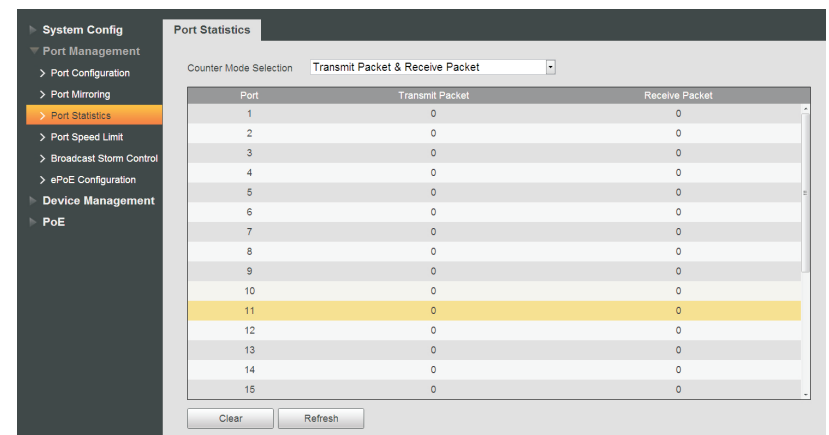 System Config
Port Management
Port Configuration
Port Mirroring
Port Statistics
Port Speed Limit
Broadcast Storm Control
ePoE Configuration
Device Management
PoE
Port Statistics
Counter Mode Selection Transmit Packet & Receive Packet
Port Transmit Packet Receive Packet
1 0 0
2 0 0
3 0 0
4 0 0
5 0 0
6 0 0
7 0 0
8 0 0
9 0 0
10 0 0
11 0 0
12 0 0
13 0 0
14 0 0
15 0 0
Clear Refresh